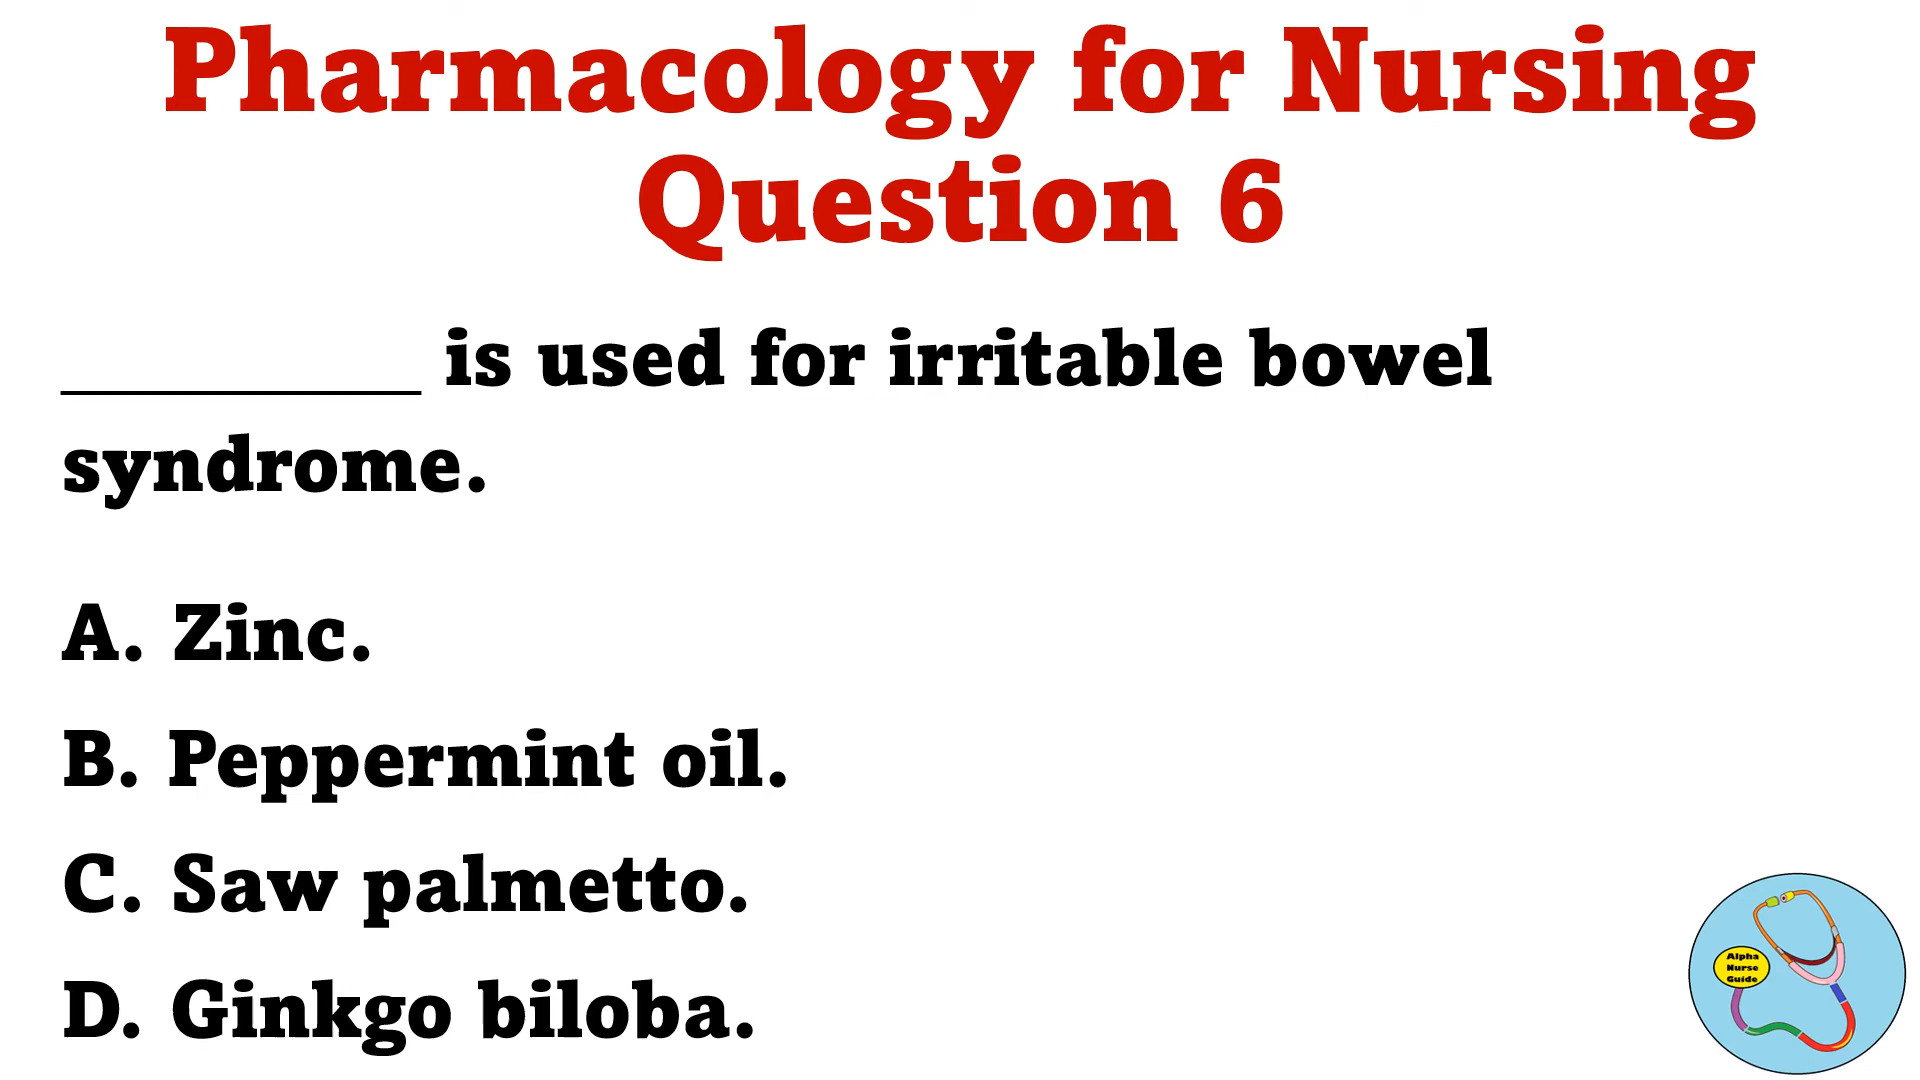 Pharmacology for Nursing
Question 6
__________ is used for irritable bowel
syndrome.
A. Zinc.
B. Peppermint oil.
C. Saw palmetto.
D. Ginkgo biloba.
Alpha
Nurse
Guide